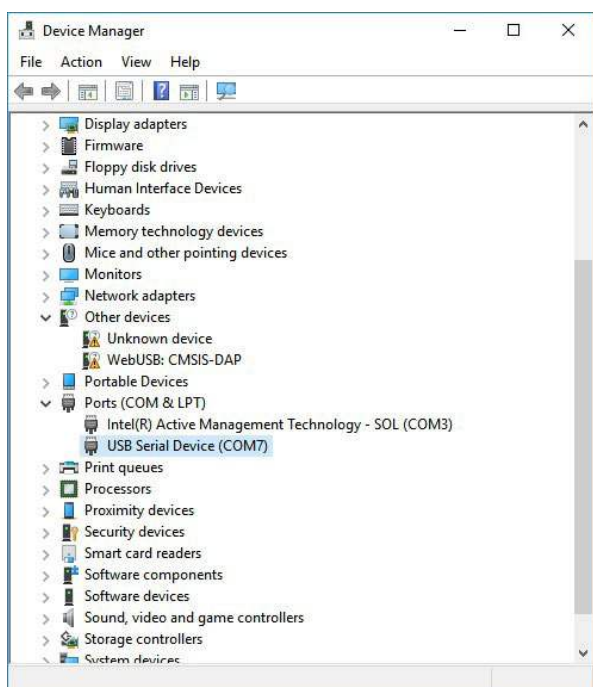 Device Manager
File Action View Help
Display adapters
Firmware
Floppy disk drives
Human Interface Devices
Keyboards
Memory technology devices
Mice and other pointing devices
Monitors
Network adapters
Other devices
Unknown device
WebUSB: CMSIS-DAP
Portable Devices
Ports (COM & LPT)
Intel(R) Active Management Technology - SOL (COM3)
USB Serial Device (COM7)
Print queues
Processors
Proximity devices
Security devices
Smart card readers
Software components
Software devices
Sound, video and game controllers
Storage controllers
System devices